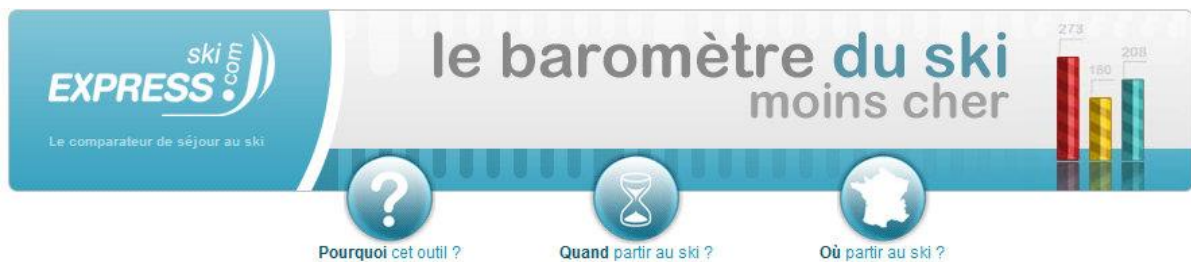 ski
EXPRESS.com
Le comparateur de séjour au ski
le baromètre du ski
moins cher
273
180
208
?
Pourquoi cet outil ?
Quand partir au ski ?
Où partir au ski ?